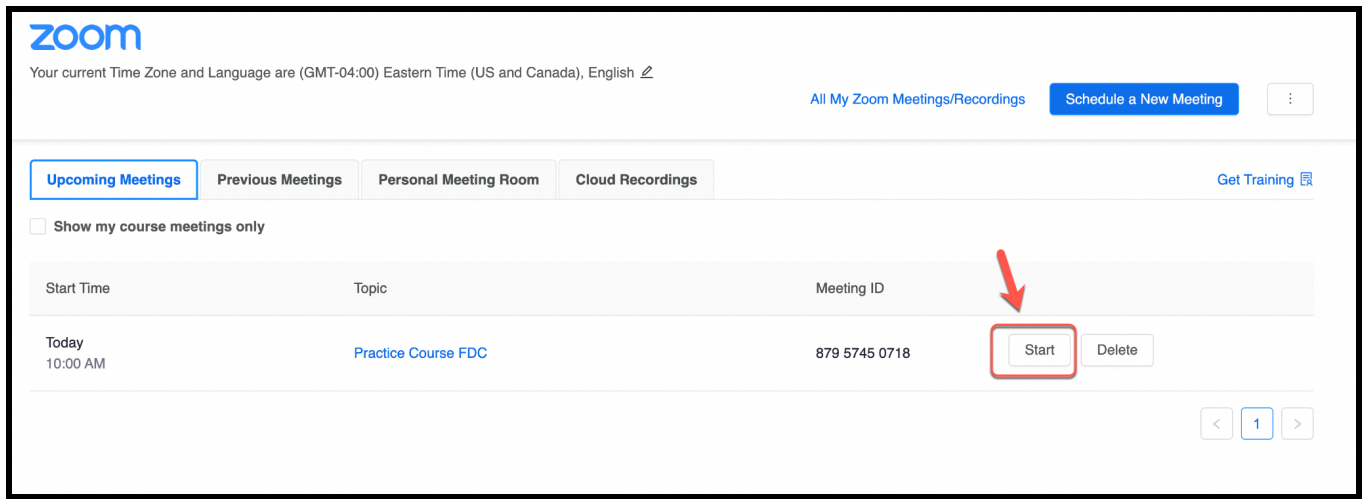 zoom
Your current Time Zone and Language are (GMT-04:00) Eastern Time (US and Canada), English
All My Zoom Meetings/Recordings
Schedule a New Meeting
Upcoming Meetings
Previous Meetings
Personal Meeting Room
Cloud Recordings
Get Training
Show my course meetings only
Start Time
Topic
Meeting ID
Today
10:00 AM
Practice Course FDC
879 5745 0718
Start
Delete
< 1 >